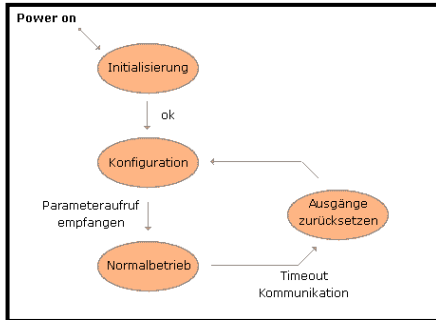 Power on
Initialisierung
ok
Konfiguration
Parameteraufruf
empfangen
Ausgänge
zurücksetzen
Normalbetrieb
Timeout
Kommunikation